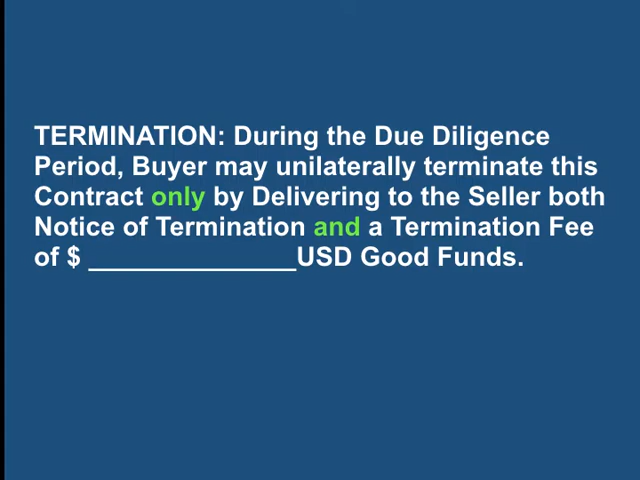 TERMINATION: During the Due Diligence
Period, Buyer may unilaterally terminate this
Contract only by Delivering to the Seller both
Notice of Termination and a Termination Fee
of $ ______________USD Good Funds.